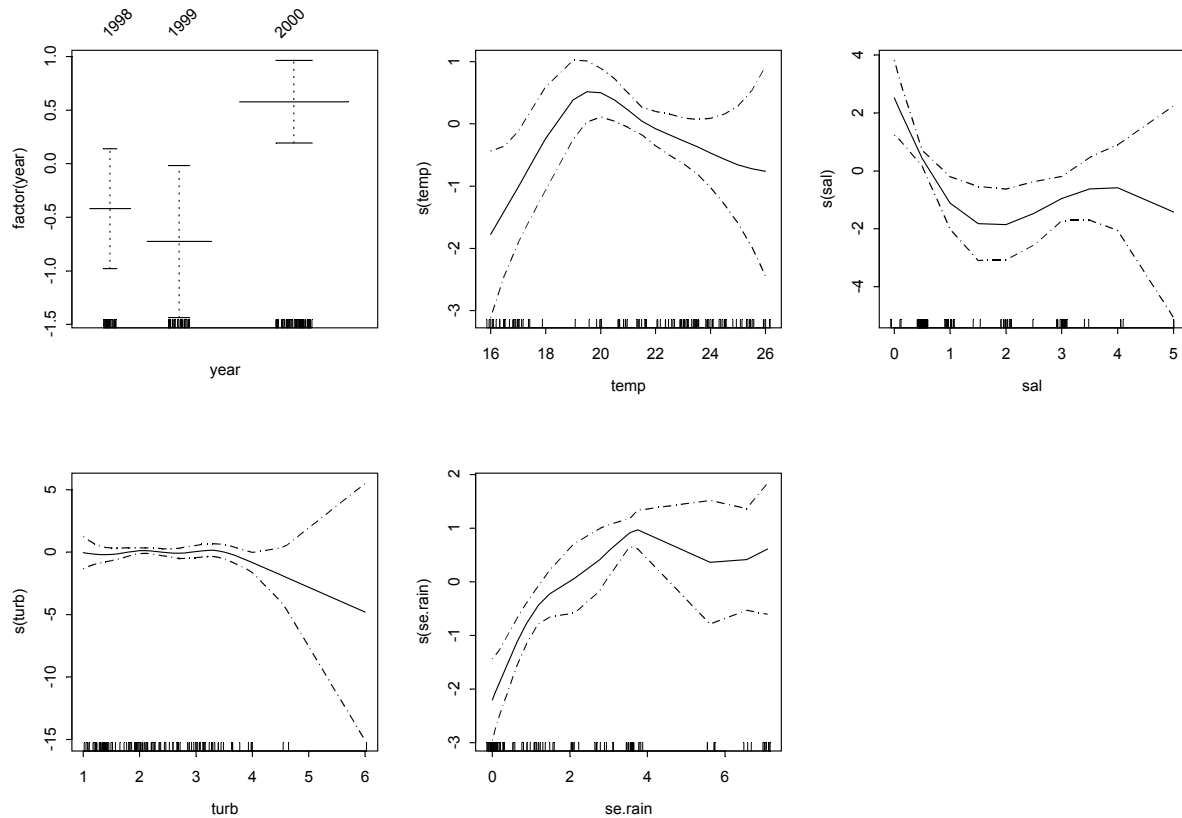 1998 1999 2000
factor(year)
1.0
0.5
0.0
-0.5
-1.0
-1.5
year
s(temp)
1
0
-1
-2
-3
16 18 20 22 24 26
temp
s(sal)
4
2
0
-2
-4
0 1 2 3 4 5
sal
s(turb)
5
0
-5
-10
-15
1 2 3 4 5 6
turb
s(se.rain)
2
1
0
-1
-2
-3
0 2 4 6
se.rain